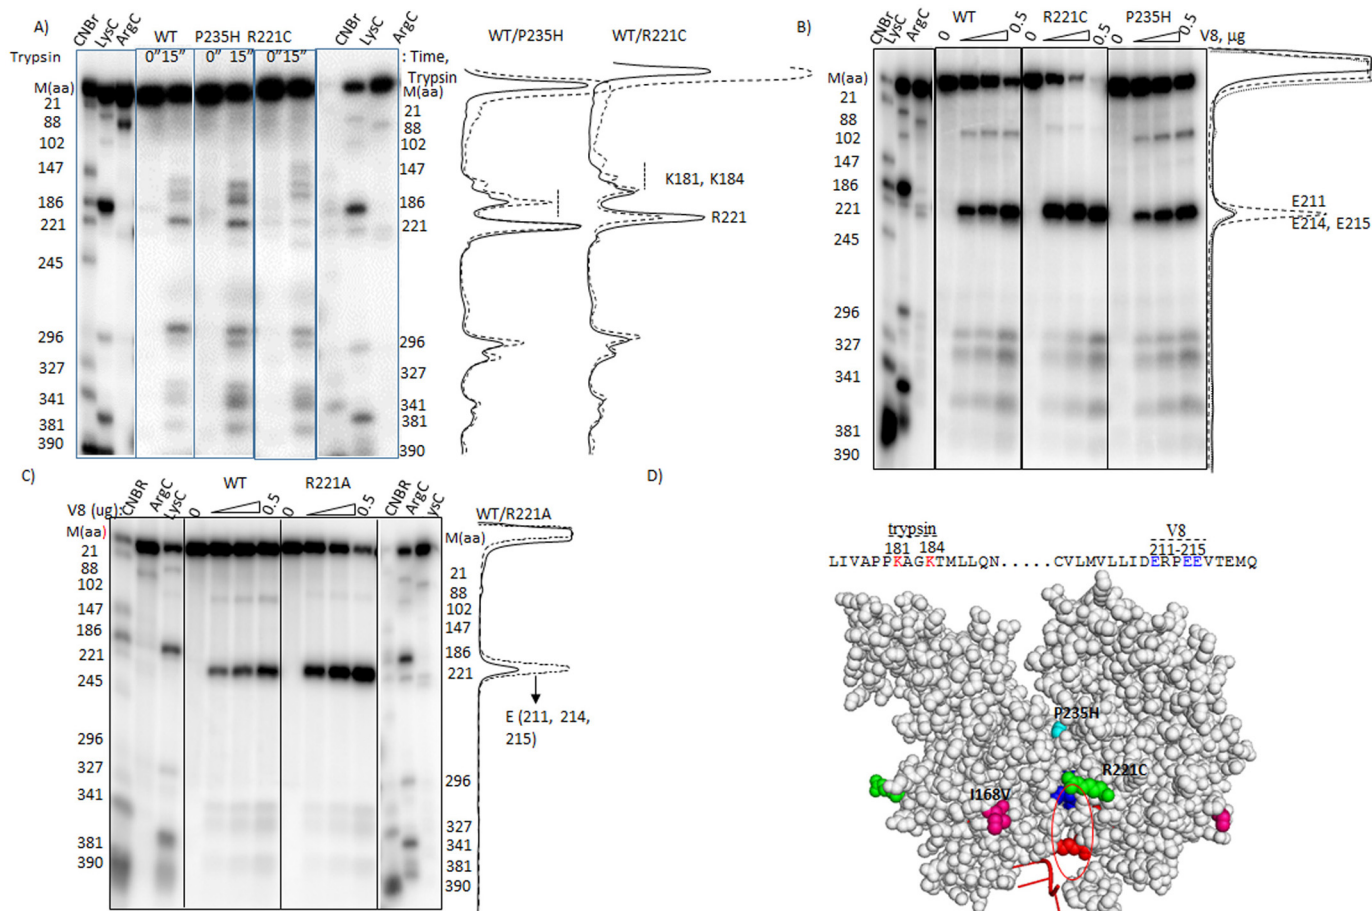 A)
CNBr LysC ArgC WT P235H R221C CNBr LysC ArgC
Trypsin 0" 15" 0" 15" 0" 15" : Time,
Trypsin
M(aa)
21
88
102
147
186
221
245
296
327
341
381
390
M(aa)
21
88
102
147
186
221
296
327
341
381
390
WT/P235H WT/R221C
K181, K184
R221
B)
CNBr LysC ArgC WT R221C P235H
0 0.5 0 0.5 0 0.5 V8, µg
M(aa)
21
88
102
147
186
221
245
296
327
341
381
390
E211
E214, E215
C)
CNBR ArgC LysC WT R221A CNBR ArgC ysC
V8 (ug): 0 0.5 0 0.5
M(aa)
21
88
102
147
186
221
245
296
327
341
381
390
M(aa)
21
88
102
147
186
221
296
327
341
381
390
WT/R221A
E (211, 214,
215)
D)
trypsin V8
181 184 211-215
LIVAPPKAGKTMLLQN.....CVLMVLLIDERPEEVTEMQ
P235H
R221C
I168V